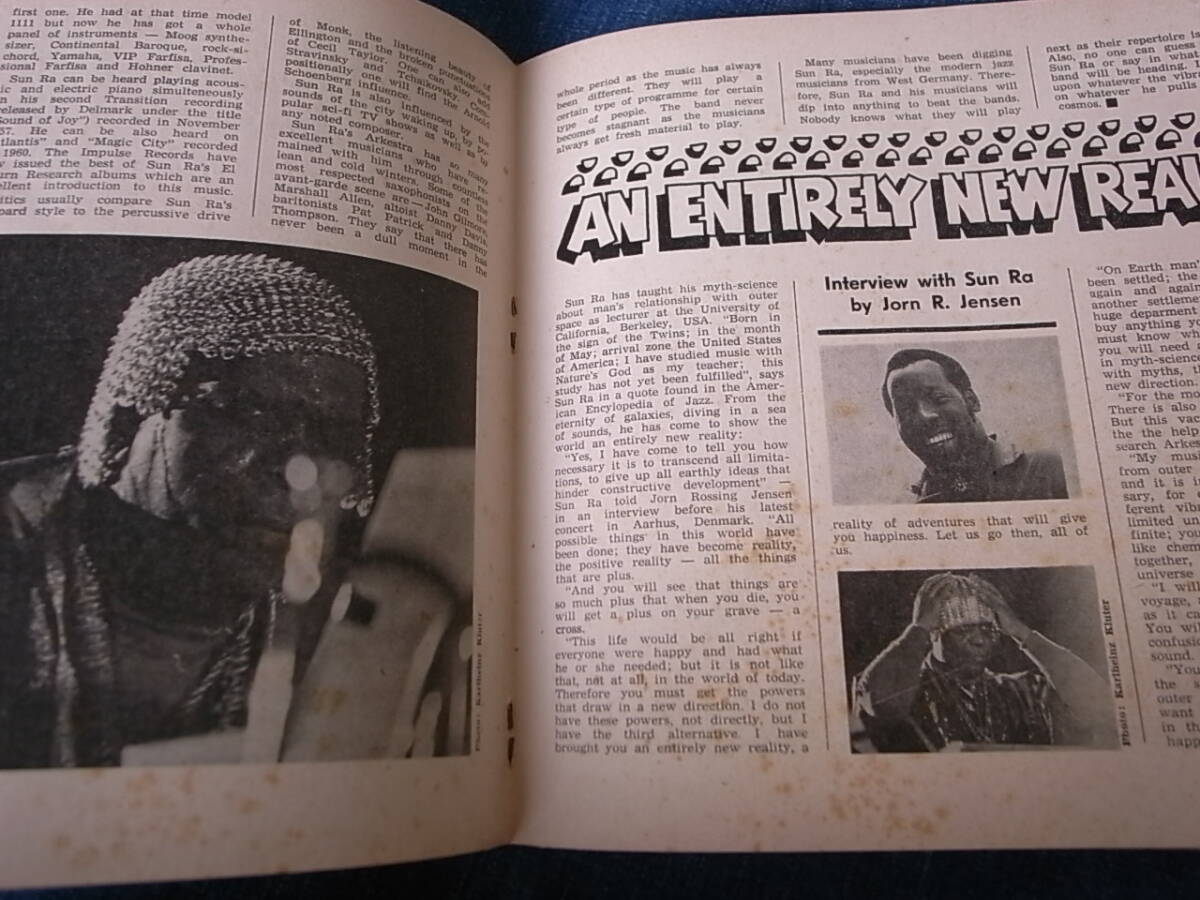 first one. He had at that time model
1111 but now he has got a whole
panel of instruments — Moog synthe-
sizer, Continental Baroque, rock-si-
chord, Yamaha, VIP Farfisa, Profes-
sional Farfisa and Hohner clavinet.
Sun Ra can be heard playing acous-
ic and electric piano simulteneously
n his second Transition recording
eleased by Delmark under the title
ound of Joy") recorded in November
57. He can be also heard on
tlantis" and "Magic City" recorded
1960. The Impulse Records have
issued the best of Sun Ra's El
urn Research albums which are an
ellent introduction to this music.
itics usually compare Sun Ra's
oard style to the percussive drive
of Monk, the listening beauty of
Ellington and the broken punctuation
of Cecil Taylor. One can also add
Stravinsky and Tchaikovsky. Com-
positionally one will find the Arnold
Schoenberg influence.
Sun Ra is also influenced by the
sounds of the city waking up, by po-
pular sci-fi TV shows as well as by
any noted composer.
Sun Ra's Arkestra has so many
excellent musicians who have re-
mained with him through countless
lean and cold winters. Some of the
most respected saxophonists on the
avant-garde scene are — John Gilmore,
Marshall Allen, altoist Danny Davis,
baritonists Pat Patrick and Danny
Thompson. They say that there has
never been a dull moment in the
Photo: Karlheinz Kluter
whole period as the music has always
been different. They will play a
certain type of programme for certain
type of people. The band never
becomes stagnant as the musicians
always get fresh material to play.
Many musicians have been digging
Sun Ra, especially the modern jazz
musicians from West Germany. There-
fore, Sun Ra and his musicians will
dip into anything to beat the bands.
Nobody knows what they will play
next as their repertoire is
Also, no one can guess
Sun Ra or say in what
band will be heading. I
upon whatever the vibra
on whatever he pulls
cosmos.
AN ENTIRELY NEW REA
Sun Ra has taught his myth-science
about man's relationship with outer
space as lecturer at the University of
California, Berkeley, USA. "Born in
the sign of the Twins; in the month
of May; arrival zone the United States
of America; I have studied music with
Nature's God as my teacher; this
study has not yet been fulfilled", says
Sun Ra in a quote found in the Amer-
ican Encylopedia of Jazz. From the
eternity of galaxies, diving in a sea
of sounds, he has come to show the
world an entirely new reality:
"Yes, I have come to tell you how
necessary it is to transcend all limita-
tions, to give up all earthly ideas that
hinder constructive development" —
Sun Ra told Jorn Rossing Jensen
in an interview before his latest
concert in Aarhus, Denmark. "All
possible things in this world have
been done; they have become reality,
the positive reality — all the things
that are plus.
"And you will see that things are
so much plus that when you die, you
will get a plus on your grave — a
cross.
"This life would be all right if
everyone were happy and had what
he or she needed; but it is not like
that, not at all, in the world of today.
Therefore you must get the powers
that draw in a new direction. I do not
have these powers, not directly, but I
have the third alternative. I have
brought you an entirely new reality, a
Interview with Sun Ra
by Jorn R. Jensen
reality of adventures that will give
you happiness. Let us go then, all of
us.
Photo: Karlheinz Kluter
"On Earth man'
been settled; the
again and again
another settleme
huge deparment
buy anything yo
must know wh
you will need a
in myth-science
with myths, th
new direction.
"For the mo
There is also
But this vac
the the help
search Arkes
"My musi
from outer
and it is in
sary, for
ferent vib
limited un
finite; you
like chem
together,
universe
"I will
voyage,
as it ca
You wil
confusio
sound.
"You
the s
outer
want
in th
happ